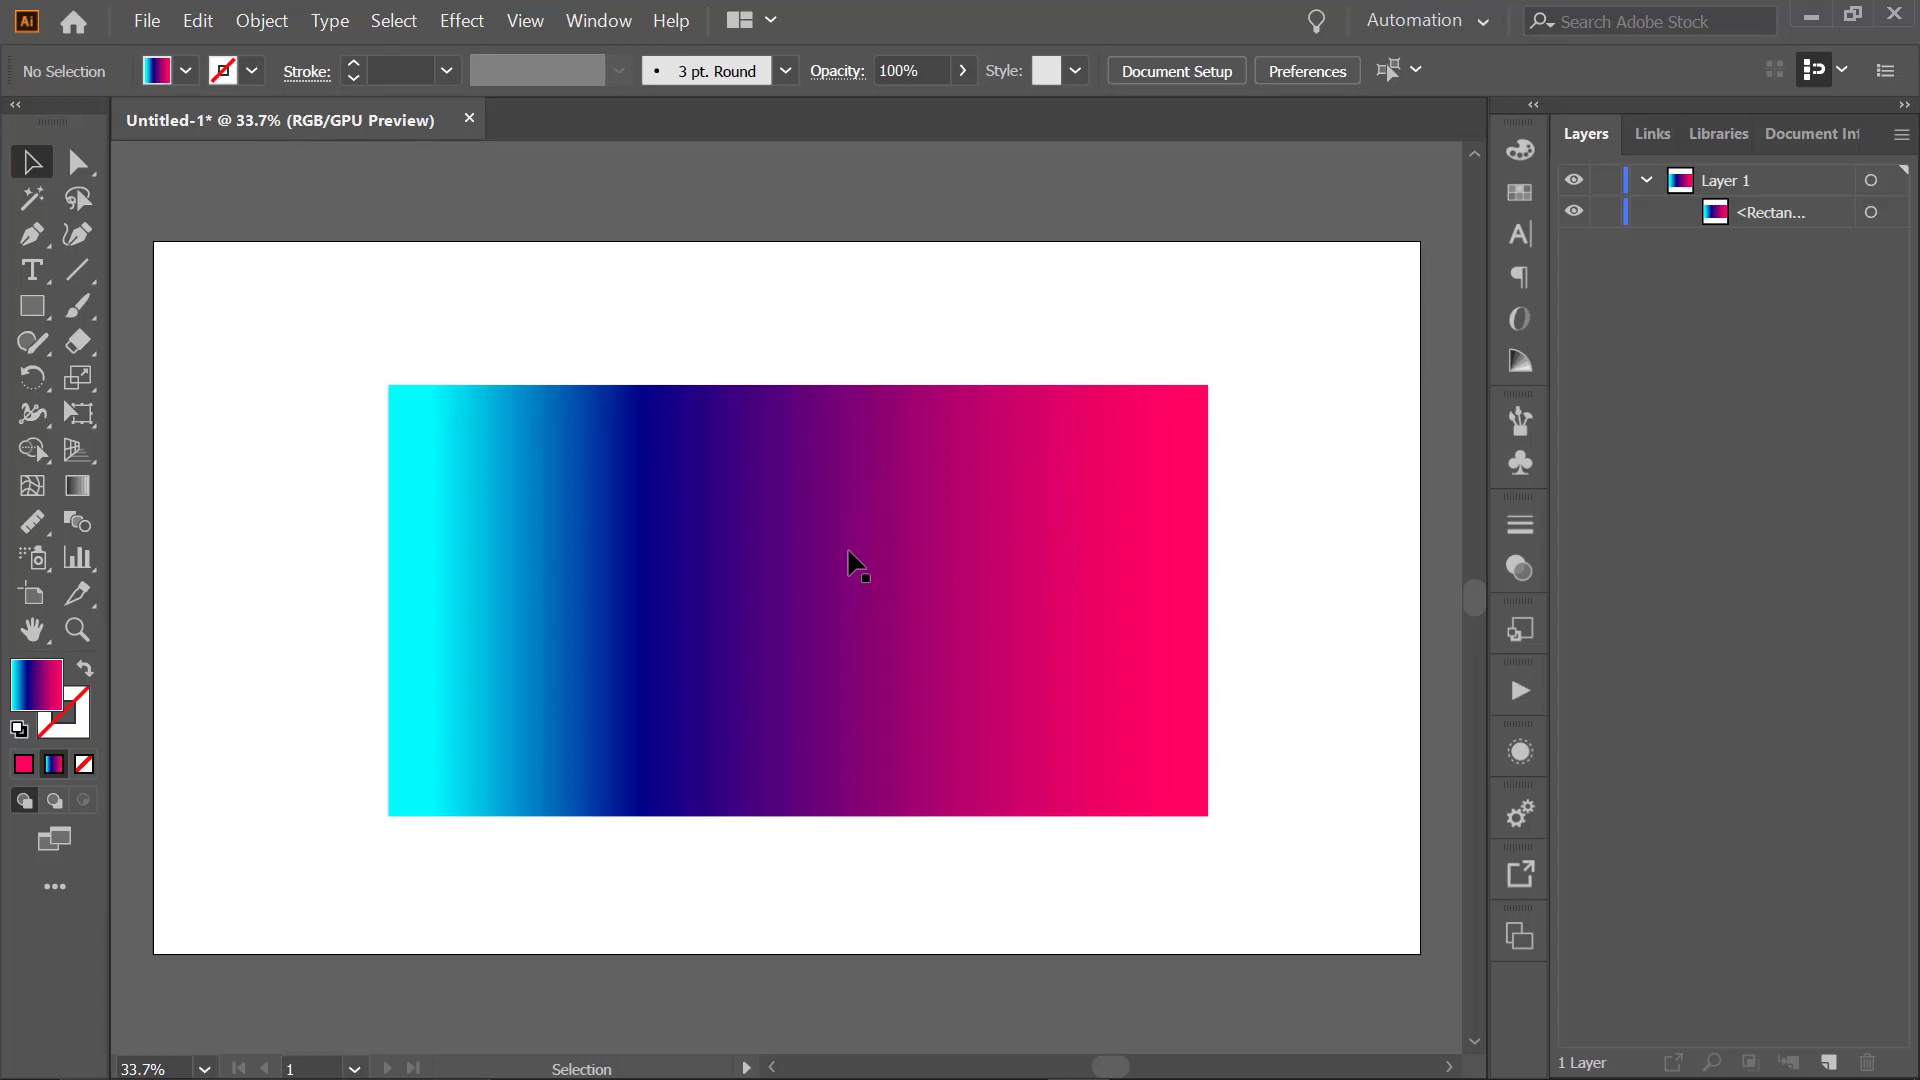 Ai File Edit Object Type Select Effect View Window Help Automation Search Adobe Stock
No Selection Stroke: 3 pt. Round Opacity: 100% Style: Document Setup Preferences
Untitled-1* @ 33.7% (RGB/GPU Preview)
Layers Links Libraries Document Inf
Layer 1
<Rectan...
33.7% 1 Selection
1 Layer